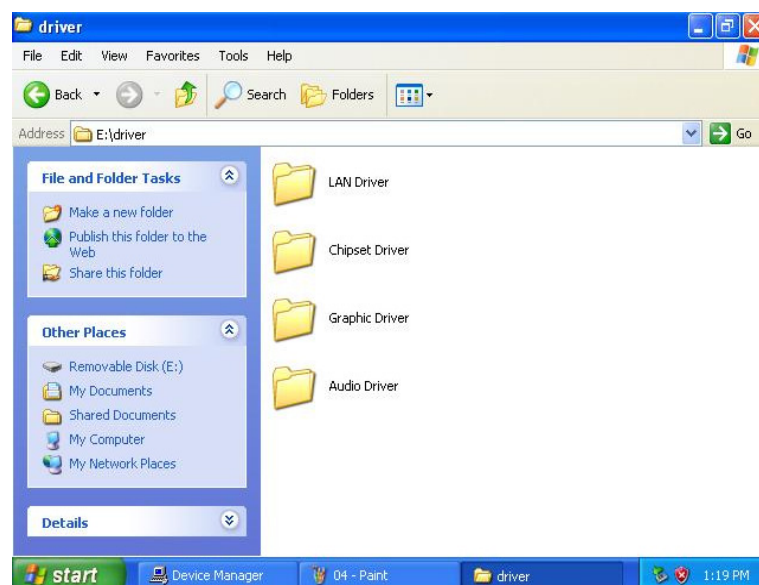 driver
File Edit View Favorites Tools Help
Back Search Folders
Address E:\driver Go
File and Folder Tasks
Make a new folder
Publish this folder to the
Web
Share this folder
Other Places
Removable Disk (E:)
My Documents
Shared Documents
My Computer
My Network Places
Details
LAN Driver
Chipset Driver
Graphic Driver
Audio Driver
start Device Manager 04 - Paint driver 1:19 PM